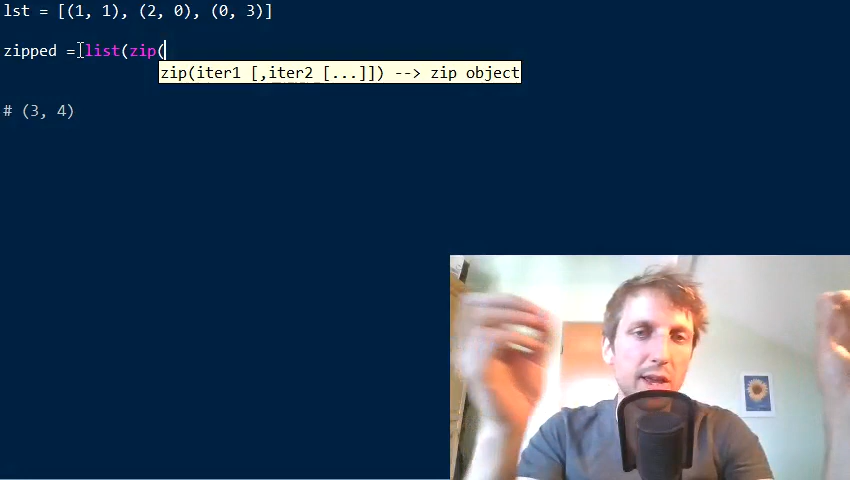 lst = [(1, 1), (2, 0), (0, 3)]
zipped = list(zip(
zip(iter1 [,iter2 [...]]) --> zip object
# (3, 4)